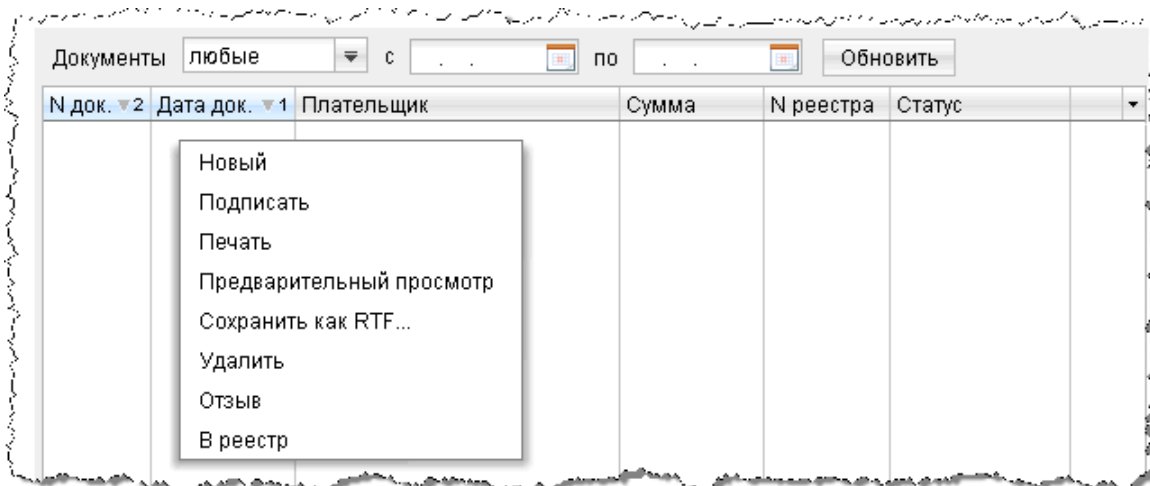 Документы любые с . . по . . Обновить
N док. 2 Дата док. 1 Плательщик Сумма N реестра Статус
Новый
Подписать
Печать
Предварительный просмотр
Сохранить как RTF...
Удалить
Отзыв
В реестр